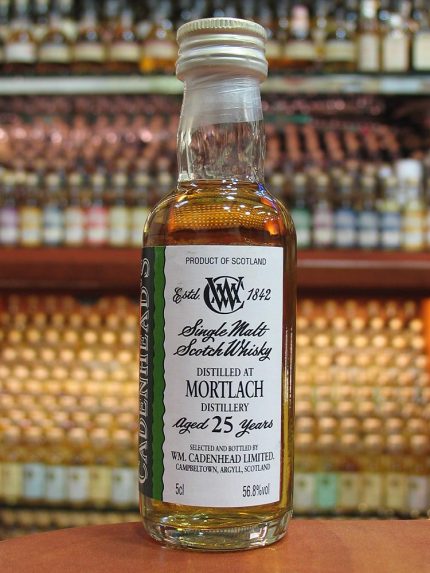 CADENHEAD'S
PRODUCT OF SCOTLAND
Estd. WMC 1842
Single Malt
Scotch Whisky
DISTILLED AT
MORTLACH
DISTILLERY
Aged 25 Years
SELECTED AND BOTTLED BY
WM. CADENHEAD LIMITED.
CAMPBELTOWN, ARGYLL, SCOTLAND
5cl 56.8%vol